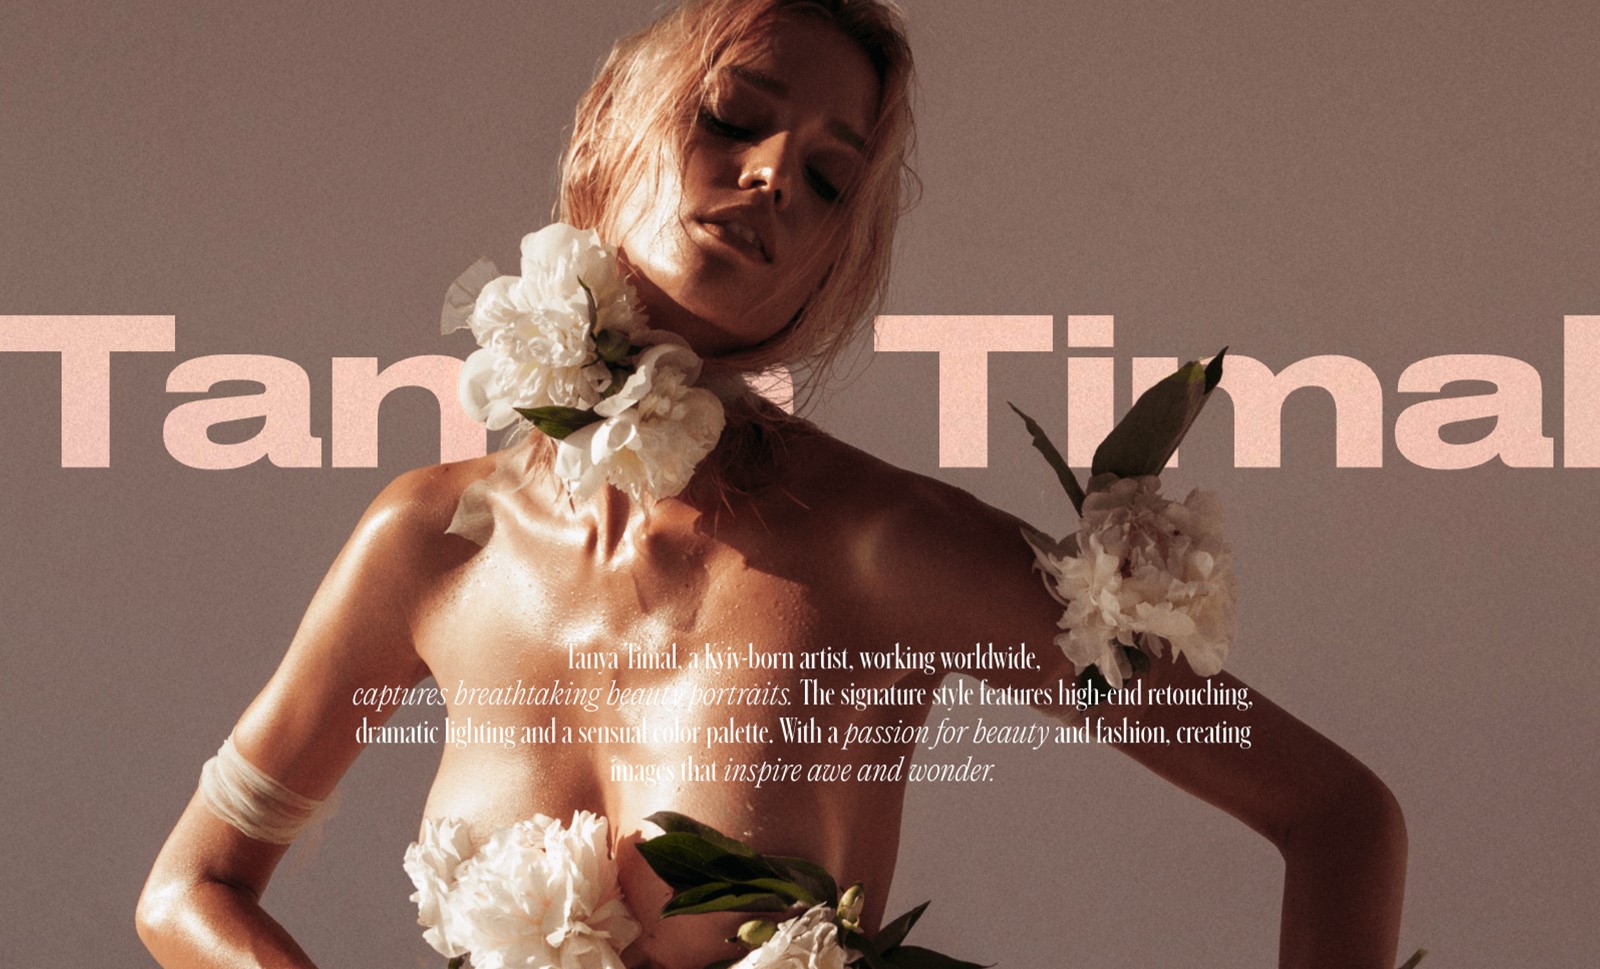 Tan Timal
Tanya Timal, a Kyiv-born artist, working worldwide,
captures breathtaking beauty portraits. The signature style features high-end retouching,
dramatic lighting and a sensual color palette. With a passion for beauty and fashion, creating
images that inspire awe and wonder.